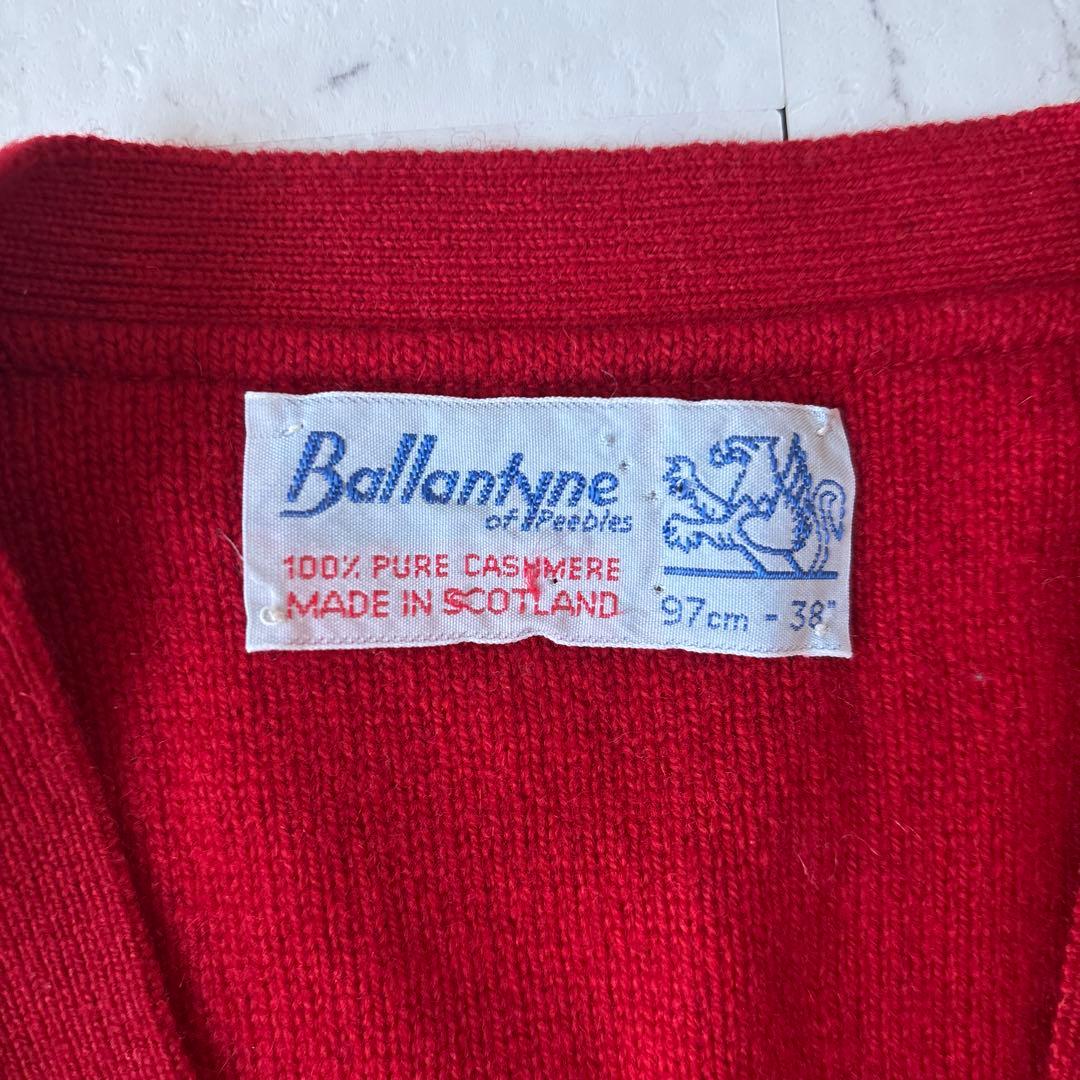 Ballantyne
of Peebles
100% PURE CASHMERE
MADE IN SCOTLAND
97cm - 38"